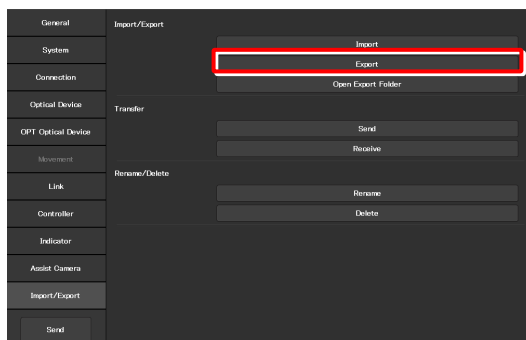 General
System
Connection
Optical Device
OPT Optical Device
Movement
Link
Controller
Indicator
Assist Camera
Import/Export
Send
Import/Export
Import
Export
Open Export Folder
Transfer
Send
Receive
Rename/Delete
Rename
Delete